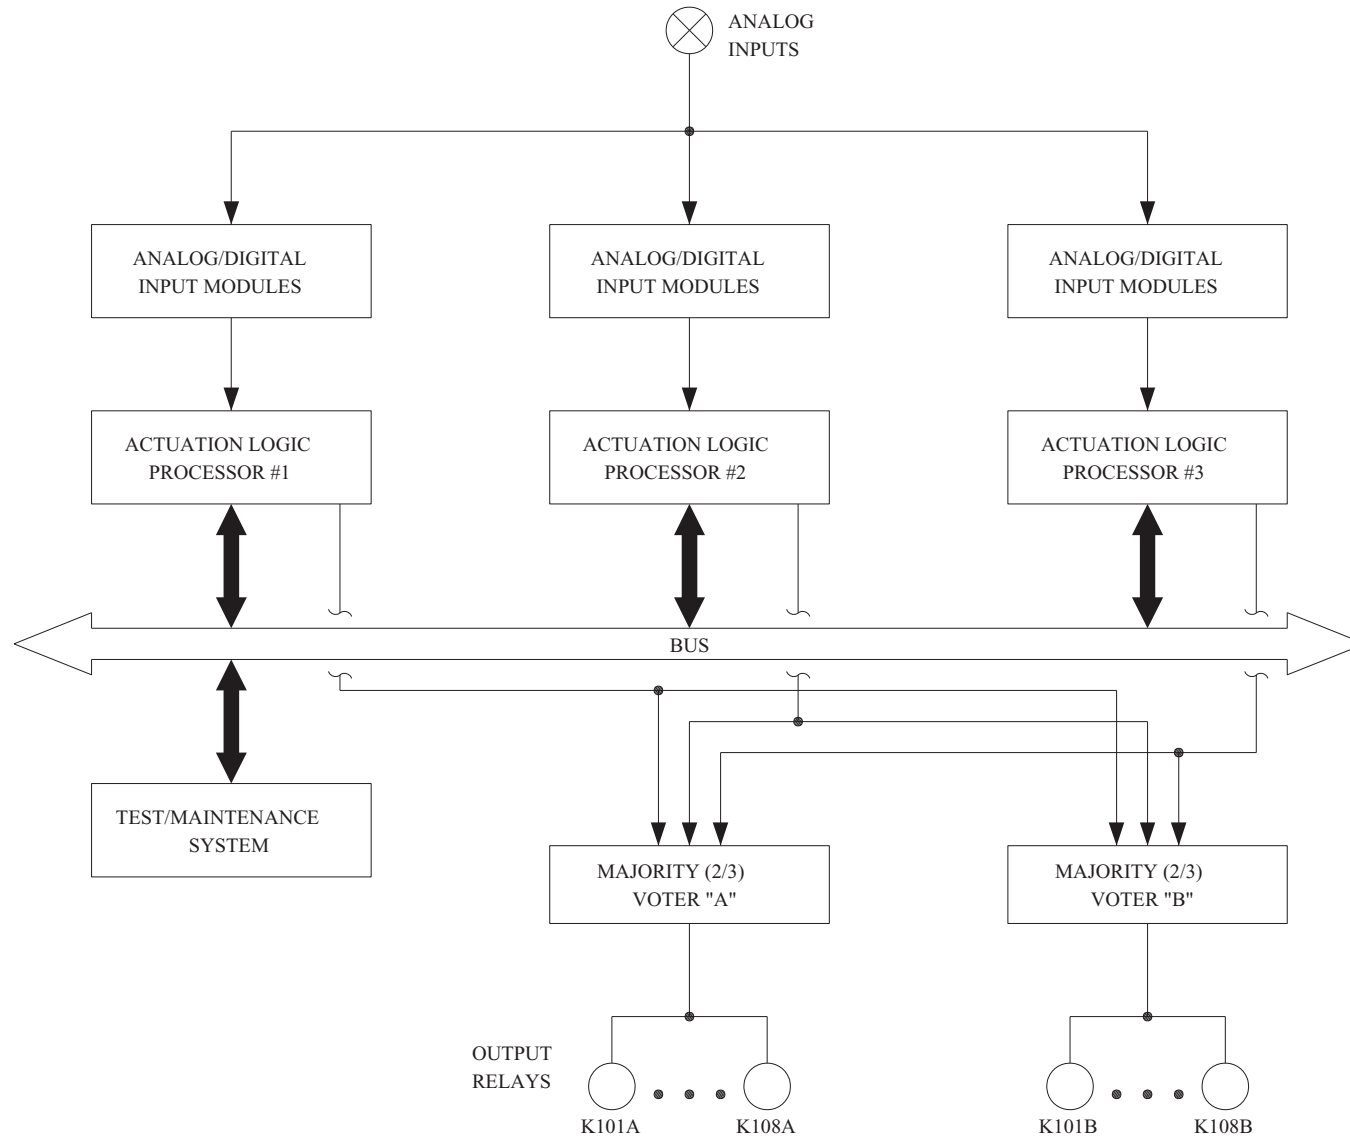 ANALOG
INPUTS
ANALOG/DIGITAL
INPUT MODULES
ANALOG/DIGITAL
INPUT MODULES
ANALOG/DIGITAL
INPUT MODULES
ACTUATION LOGIC
PROCESSOR #1
ACTUATION LOGIC
PROCESSOR #2
ACTUATION LOGIC
PROCESSOR #3
BUS
TEST/MAINTENANCE
SYSTEM
MAJORITY (2/3)
VOTER "A"
MAJORITY (2/3)
VOTER "B"
OUTPUT
RELAYS
K101A
K108A
K101B
K108B